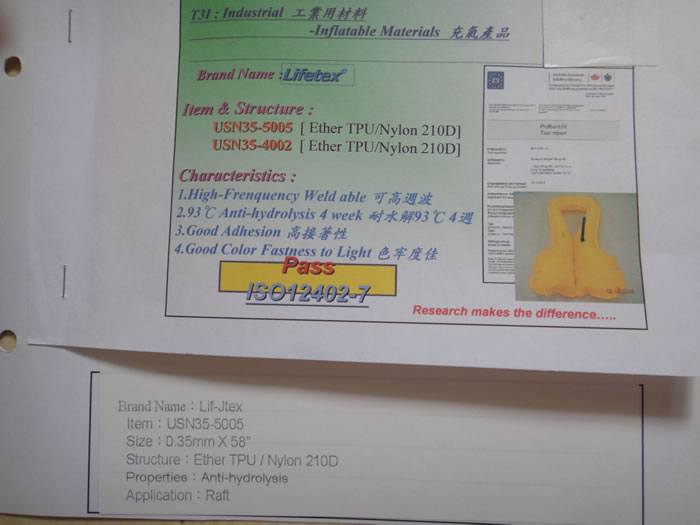 T3I : Industrial 工業用材料
-Inflatable Materials 充氣產品
Brand Name : Lifetex®
Item & Structure :
USN35-5005 [ Ether TPU/Nylon 210D]
USN35-4002 [ Ether TPU/Nylon 210D]
Characteristics :
1.High-Frenquency Weld able 可高週波
2.93℃ Anti-hydrolysis 4 week 耐水解93℃ 4週
3.Good Adhesion 高接著性
4.Good Color Fastness to Light 色牢度佳
Pass
ISO12402-7
Prüfbericht
Test report
Research makes the difference.....
Brand Name : Lif-Jtex
Item : USN35-5005
Size : 0.35mm X 58"
Structure : Ether TPU / Nylon 210D
Properties : Anti-hydrolysis
Application : Raft